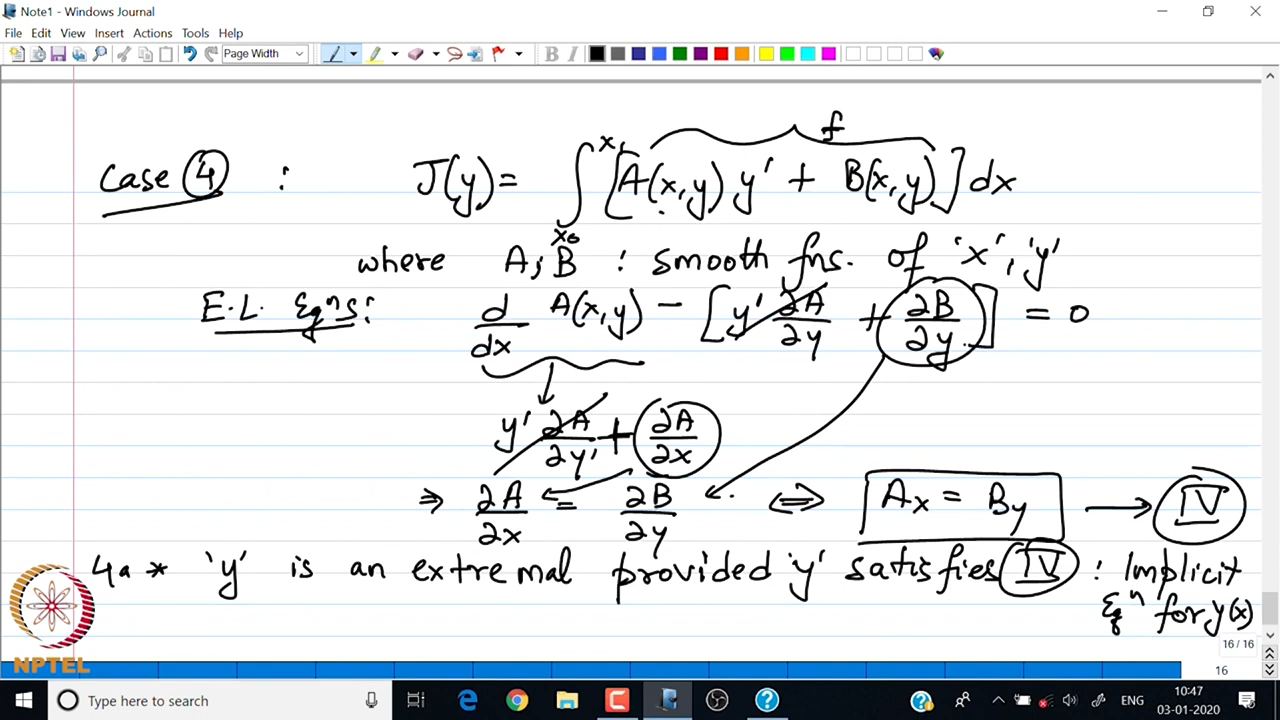 Note1 - Windows Journal
File Edit View Insert Actions Tools Help
Page Width
B I
Case 4 : J(y) = ∫_{x₀}^{x₁} [A(x,y) y' + B(x,y)] dx
f
where A, B : smooth fns. of 'x', 'y'
E.L. Eqⁿs: d/dx A(x,y) - [y' ∂A/∂y + ∂B/∂y] = 0
y' ∂A/∂y' + ∂A/∂x
⇒ ∂A/∂x = ∂B/∂y ⇔ Ax = By → IV
4a * 'y' is an extremal provided 'y' satisfies IV : Implicit
Eqⁿ for y(x)
16 / 16
NPTEL
16
Type here to search
ENG
10:47
03-01-2020